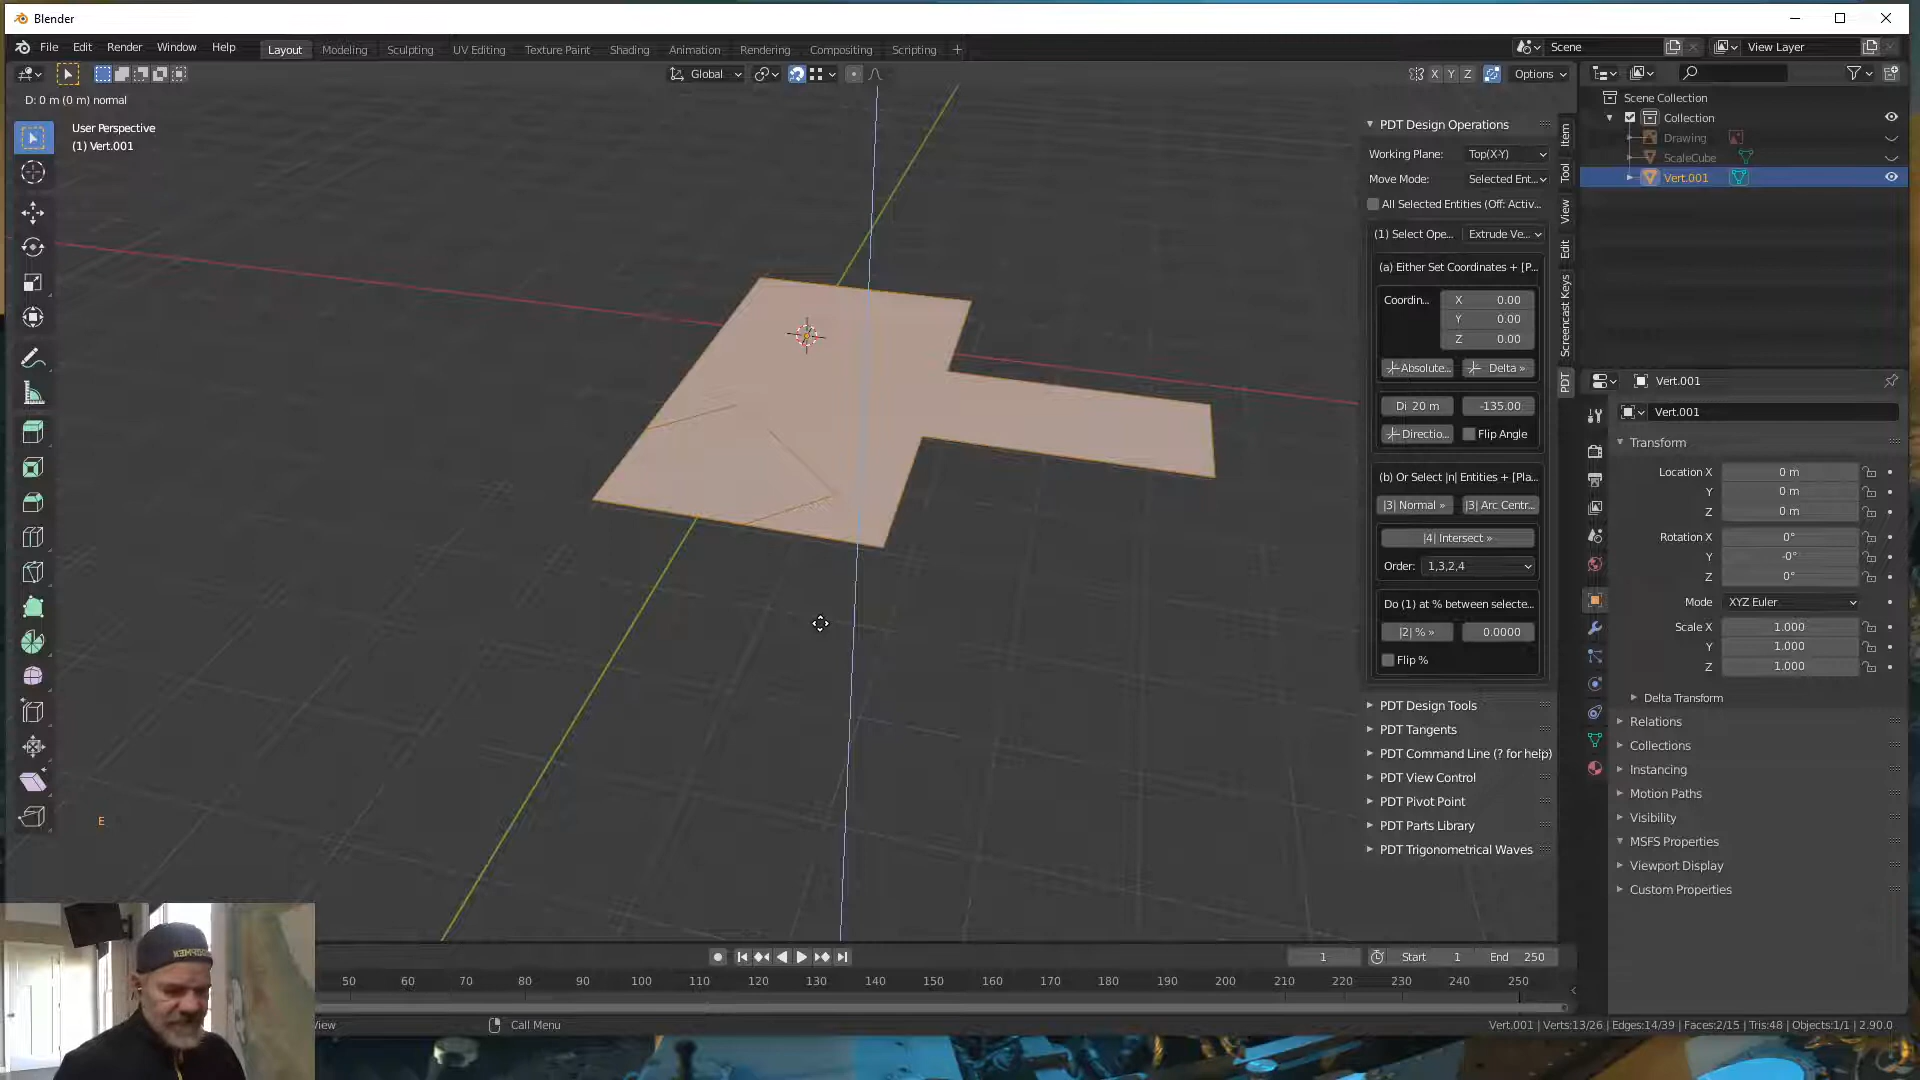 Blender
File Edit Render Window Help Layout Modeling Sculpting UV Editing Texture Paint Shading Animation Rendering Compositing Scripting + Scene View Layer
Global X Y Z Options
D: 0 m (0 m) normal
User Perspective
(1) Vert.001
PDT Design Operations
Working Plane: Top(X-Y)
Move Mode: Selected Ent...
All Selected Entities (Off: Activ...
(1) Select Ope... Extrude Ve...
(a) Either Set Coordinates + [P...
Coordin... X 0.00
Y 0.00
Z 0.00
Absolute... Delta »
Di 20 m -135.00
Directio... Flip Angle
(b) Or Select |n| Entities + [Pla...
|3| Normal » |3| Arc Centr...
|4| Intersect »
Order: 1,3,2,4
Do (1) at % between selecte...
|2| % » 0.0000
Flip %
PDT Design Tools
PDT Tangents
PDT Command Line (? for help)
PDT View Control
PDT Pivot Point
PDT Parts Library
PDT Trigonometrical Waves
Item
Tool
View
Edit
Screencast Keys
PDT
Scene Collection
Collection
Drawing
ScaleCube
Vert.001
Vert.001
Vert.001
Transform
Location X 0 m
Y 0 m
Z 0 m
Rotation X 0°
Y -0°
Z 0°
Mode XYZ Euler
Scale X 1.000
Y 1.000
Z 1.000
Delta Transform
Relations
Collections
Instancing
Motion Paths
Visibility
MSFS Properties
Viewport Display
Custom Properties
E
1 Start 1 End 250
50 60 70 80 90 100 110 120 130 140 150 160 170 180 190 200 210 220 230 240 250
View Call Menu Vert.001 | Verts:13/26 | Edges:14/39 | Faces:2/15 | Tris:48 | Objects:1/1 | 2.90.0